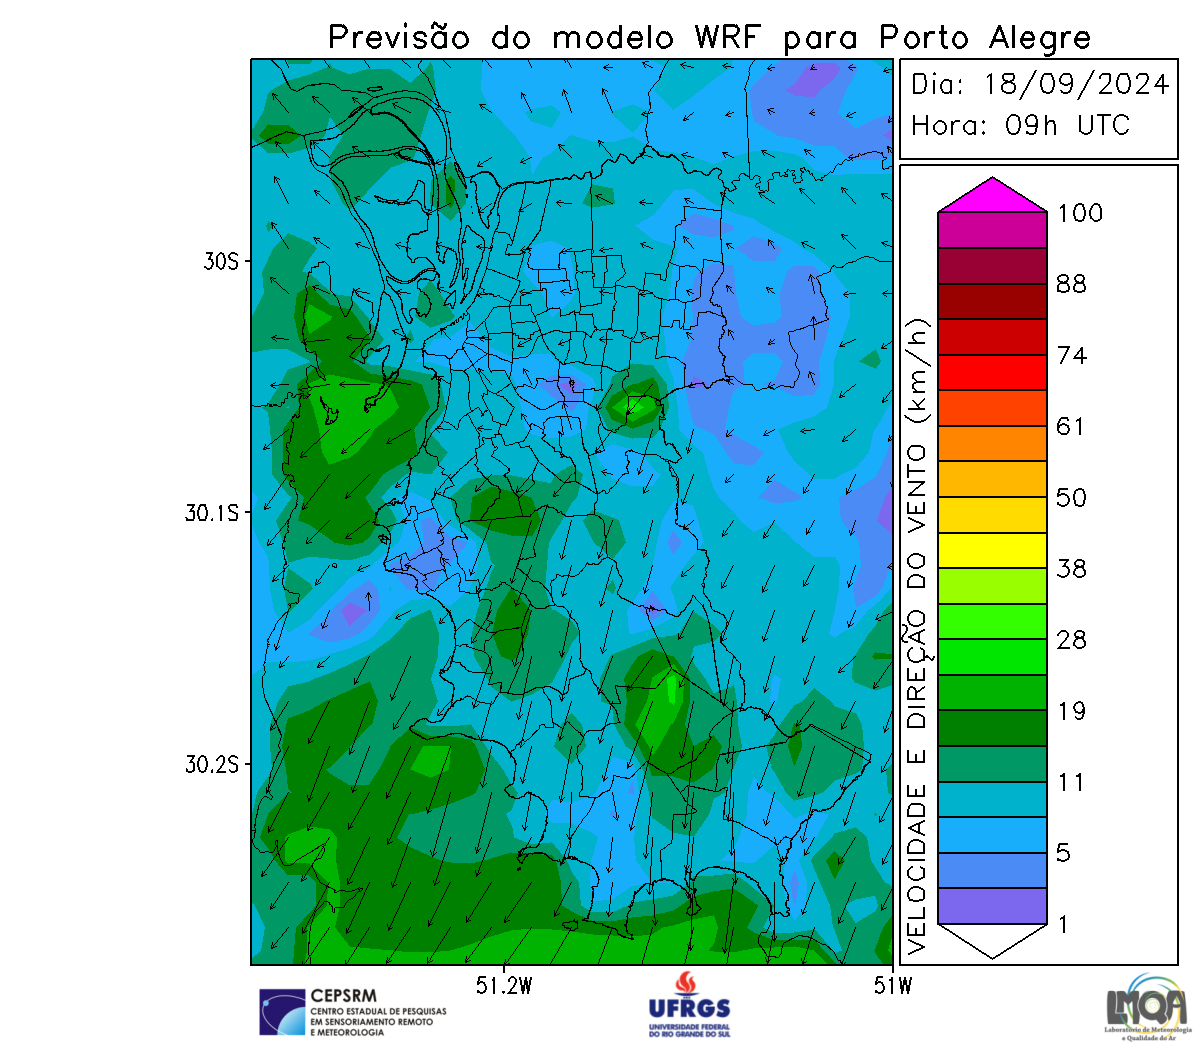 Previsão do modelo WRF para Porto Alegre
Dia: 18/09/2024
Hora: 09h UTC
30S
30.1S
30.2S
51.2W
51W
VELOCIDADE E DIREÇÃO DO VENTO (km/h)
100
88
74
61
50
38
28
19
11
5
1
CEPSRM
CENTRO ESTADUAL DE PESQUISAS
EM SENSORIAMENTO REMOTO
E METEOROLOGIA
UFRGS
UNIVERSIDADE FEDERAL
DO RIO GRANDE DO SUL
LMQA
Laboratório de Meteorologia
e Qualidade do Ar